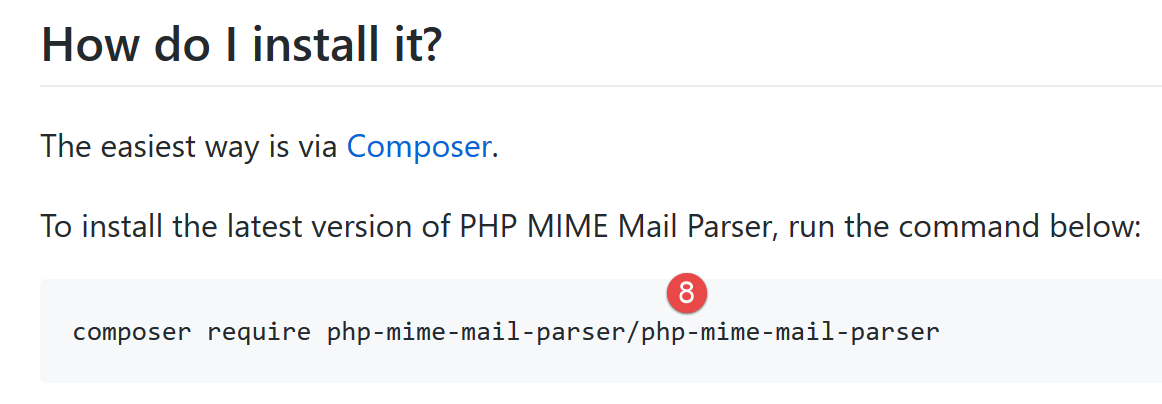 How do I install it?
The easiest way is via Composer.
To install the latest version of PHP MIME Mail Parser, run the command below:
8
composer require php-mime-mail-parser/php-mime-mail-parser